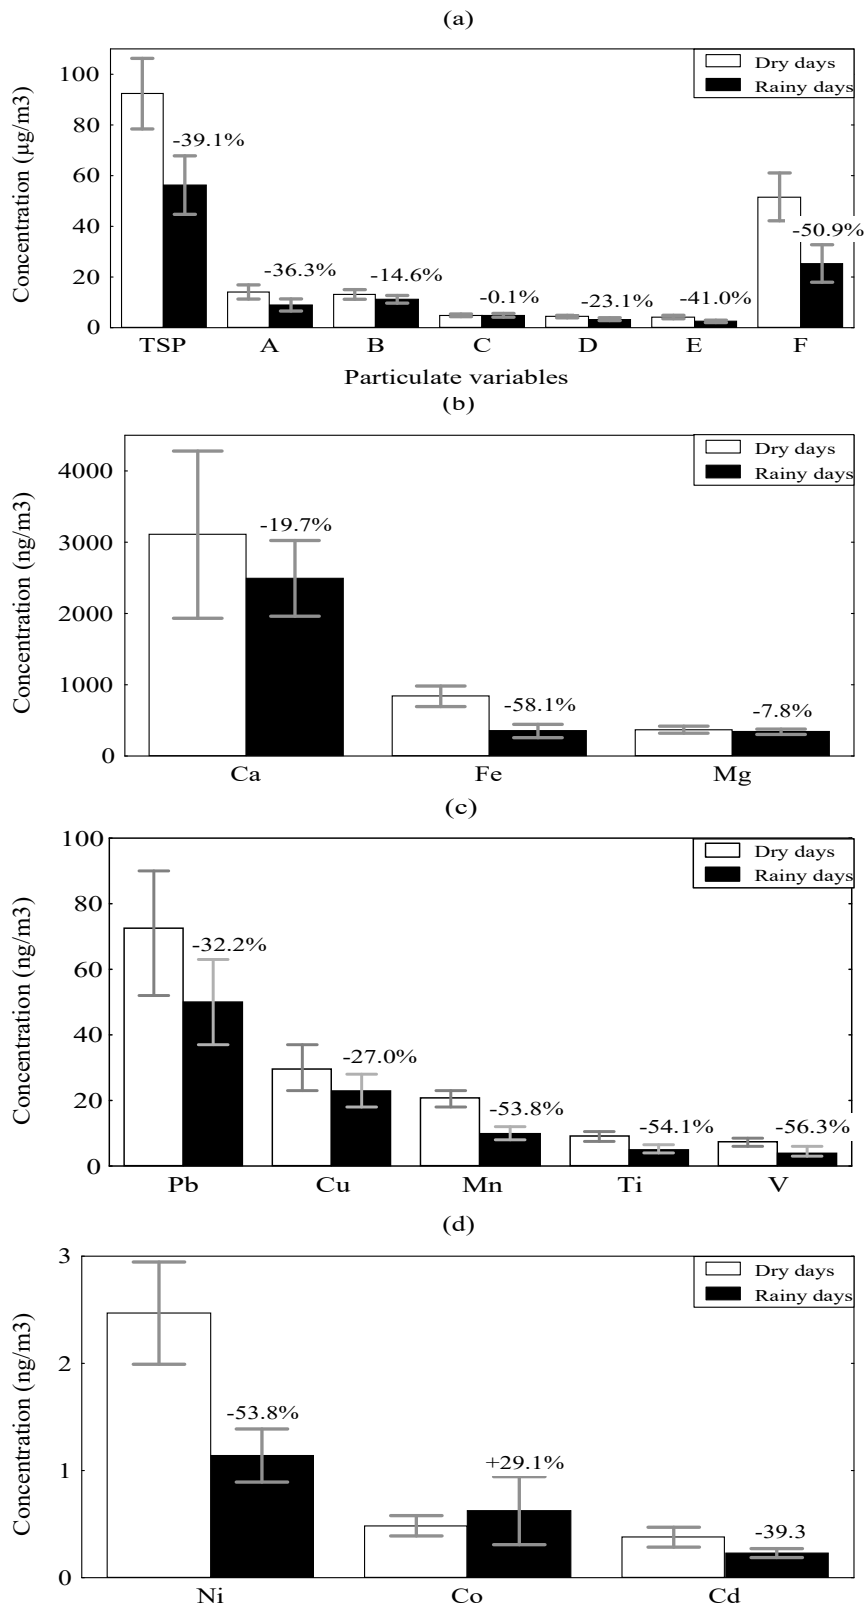 (a)
Concentration (µg/m3)
100
80
60
40
20
0
Dry days
Rainy days
-39.1%
-36.3%
-14.6%
-0.1%
-23.1%
-41.0%
-50.9%
TSP A B C D E F
Particulate variables
(b)
Concentration (ng/m3)
4000
3000
2000
1000
0
Dry days
Rainy days
-19.7%
-58.1%
-7.8%
Ca Fe Mg
(c)
Concentration (ng/m3)
100
80
60
40
20
0
Dry days
Rainy days
-32.2%
-27.0%
-53.8%
-54.1%
-56.3%
Pb Cu Mn Ti V
(d)
Concentration (ng/m3)
3
2
1
0
Dry days
Rainy days
-53.8%
+29.1%
-39.3
Ni Co Cd